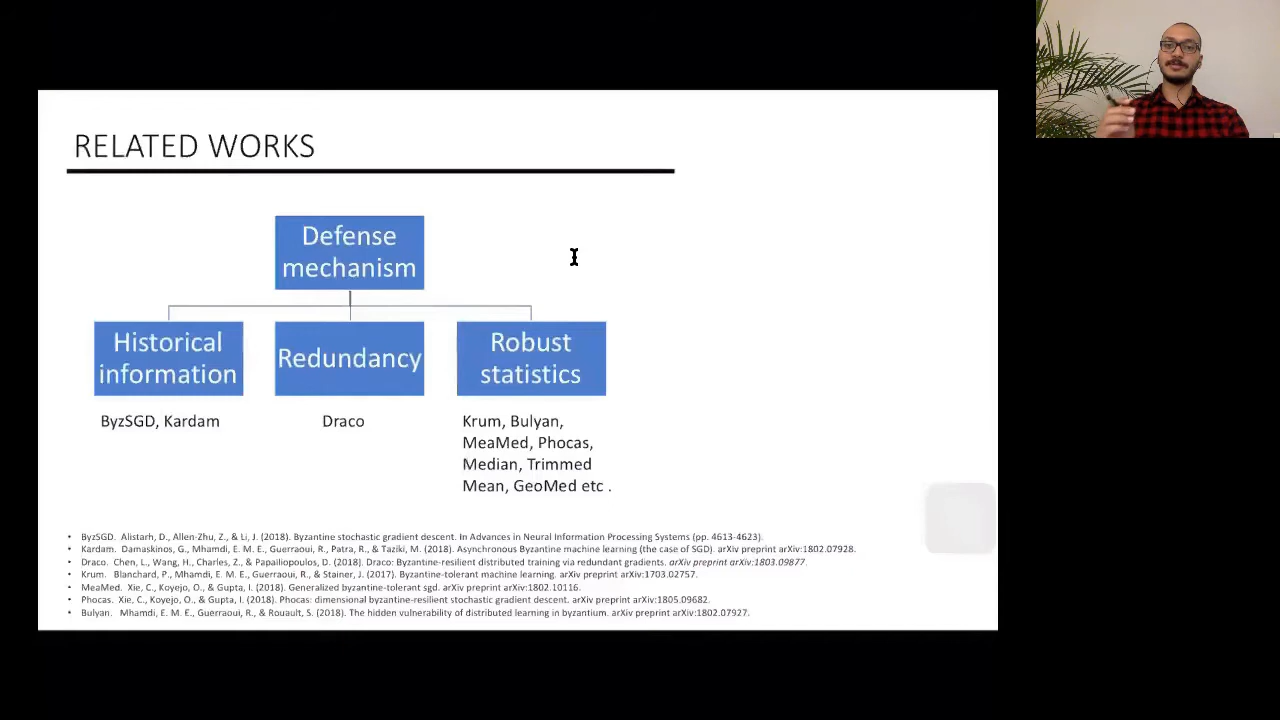 RELATED WORKS
Defense
mechanism
Historical
information
Redundancy
Robust
statistics
ByzSGD, Kardam
Draco
Krum, Bulyan,
MeaMed, Phocas,
Median, Trimmed
Mean, GeoMed etc .
• ByzSGD. Alistarh, D., Allen-Zhu, Z., & Li, J. (2018). Byzantine stochastic gradient descent. In Advances in Neural Information Processing Systems (pp. 4613-4623).
• Kardam. Damaskinos, G., Mhamdi, E. M. E., Guerraoui, R., Patra, R., & Taziki, M. (2018). Asynchronous Byzantine machine learning (the case of SGD). arXiv preprint arXiv:1802.07928.
• Draco. Chen, L., Wang, H., Charles, Z., & Papailiopoulos, D. (2018). Draco: Byzantine-resilient distributed training via redundant gradients. arXiv preprint arXiv:1803.09877.
• Krum. Blanchard, P., Mhamdi, E. M. E., Guerraoui, R., & Stainer, J. (2017). Byzantine-tolerant machine learning. arXiv preprint arXiv:1703.02757.
• MeaMed. Xie, C., Koyejo, O., & Gupta, I. (2018). Generalized byzantine-tolerant sgd. arXiv preprint arXiv:1802.10116.
• Phocas. Xie, C., Koyejo, O., & Gupta, I. (2018). Phocas: dimensional byzantine-resilient stochastic gradient descent. arXiv preprint arXiv:1805.09682.
• Bulyan. Mhamdi, E. M. E., Guerraoui, R., & Rouault, S. (2018). The hidden vulnerability of distributed learning in byzantium. arXiv preprint arXiv:1802.07927.